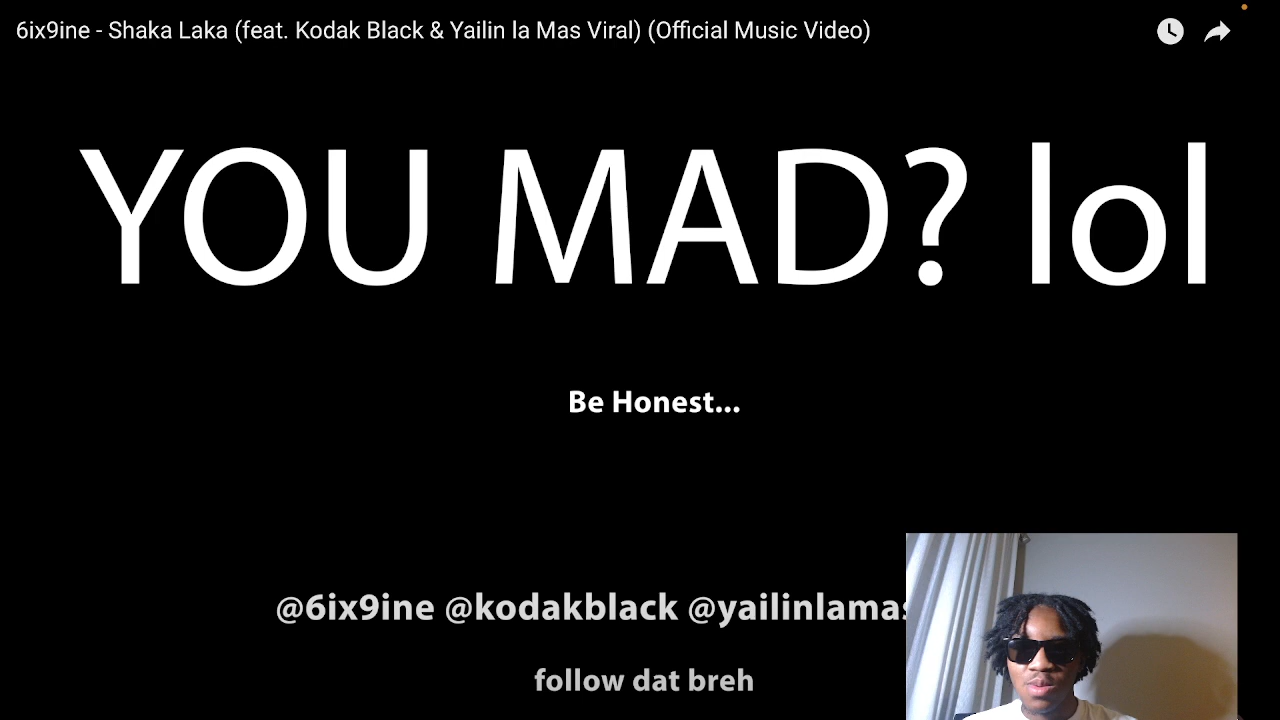 6ix9ine - Shaka Laka (feat. Kodak Black & Yailin la Mas Viral) (Official Music Video)
YOU MAD? lol
Be Honest...
@6ix9ine @kodakblack @yailinlamas
follow dat breh